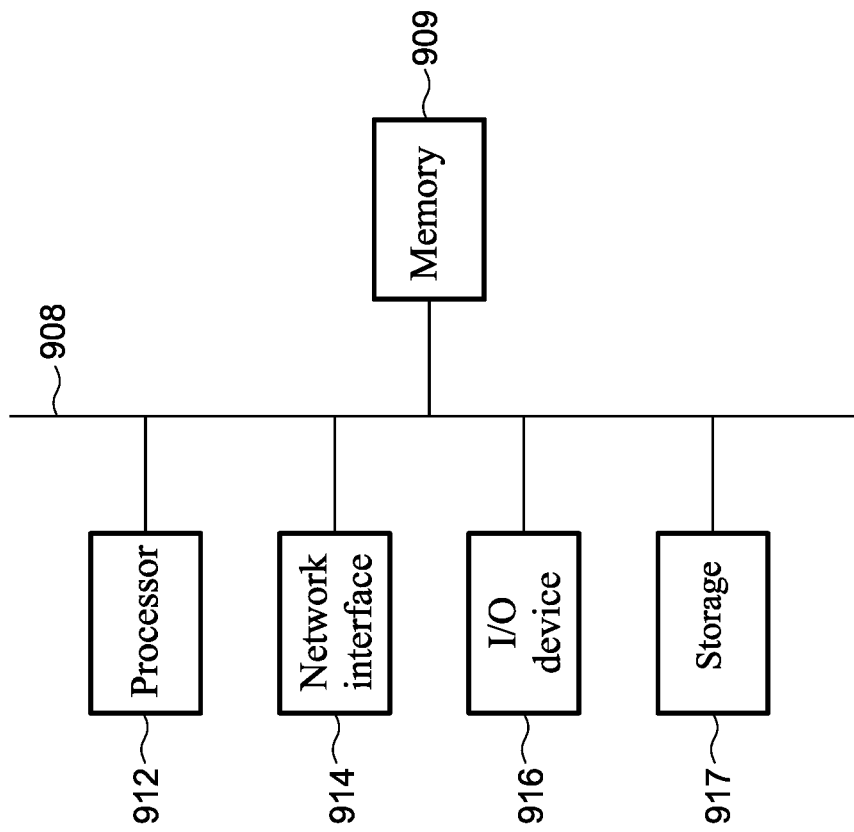 908
909
Memory
Processor
Network
interface
I/O
device
Storage
912
914
916
917